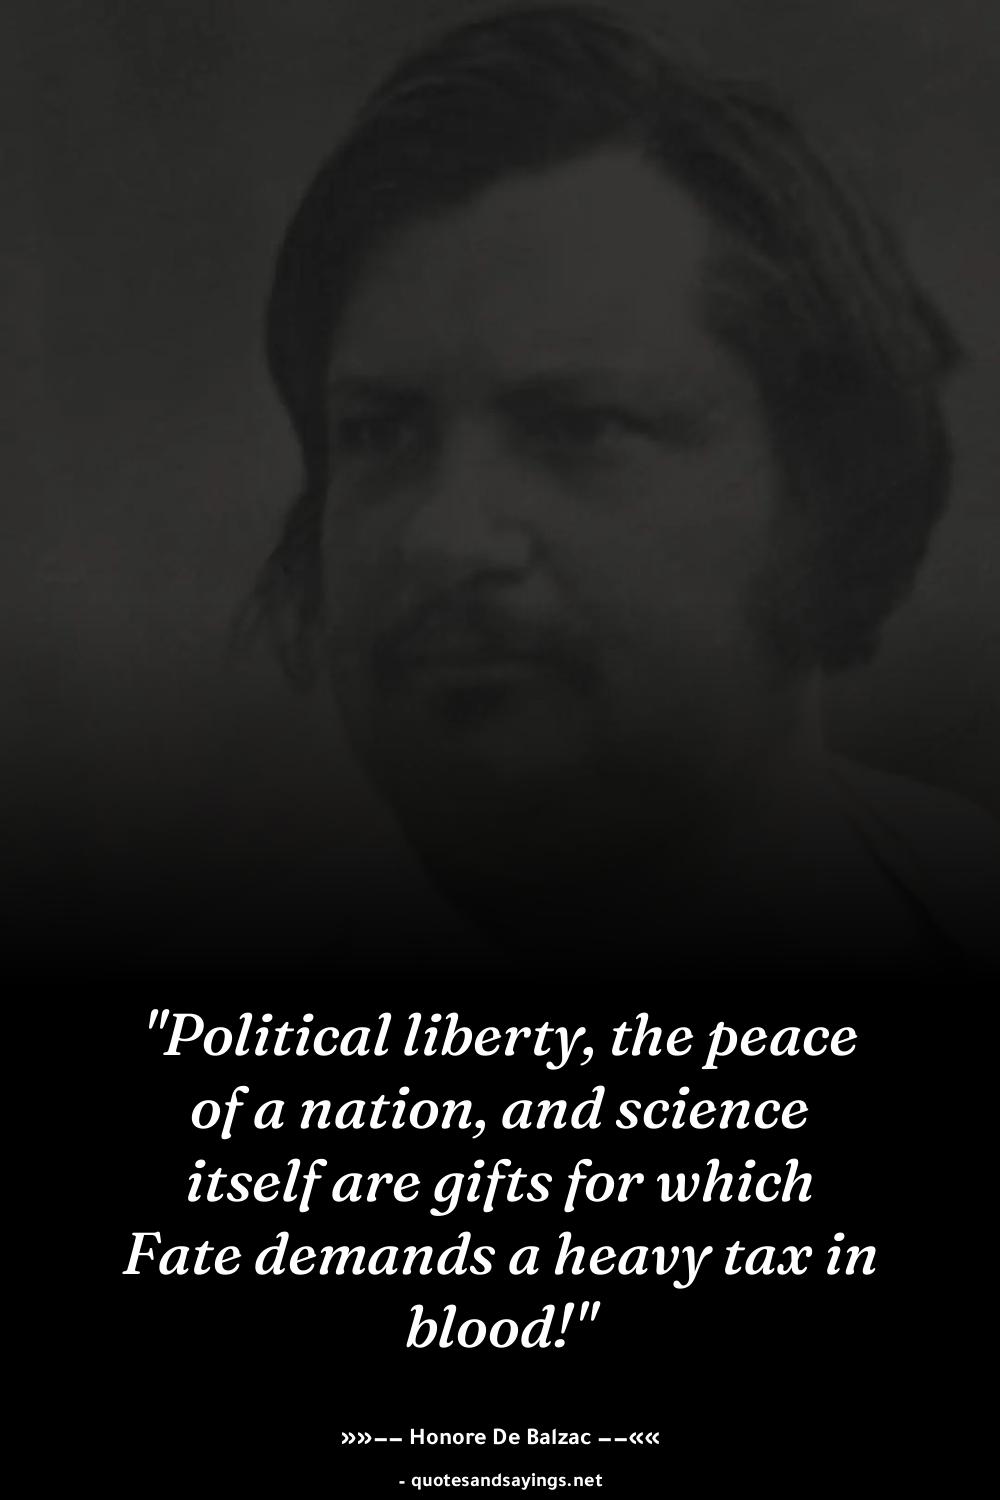 "Political liberty, the peace
of a nation, and science
itself are gifts for which
Fate demands a heavy tax in
blood!"
»»−− Honore De Balzac −−««
- quotesandsayings.net